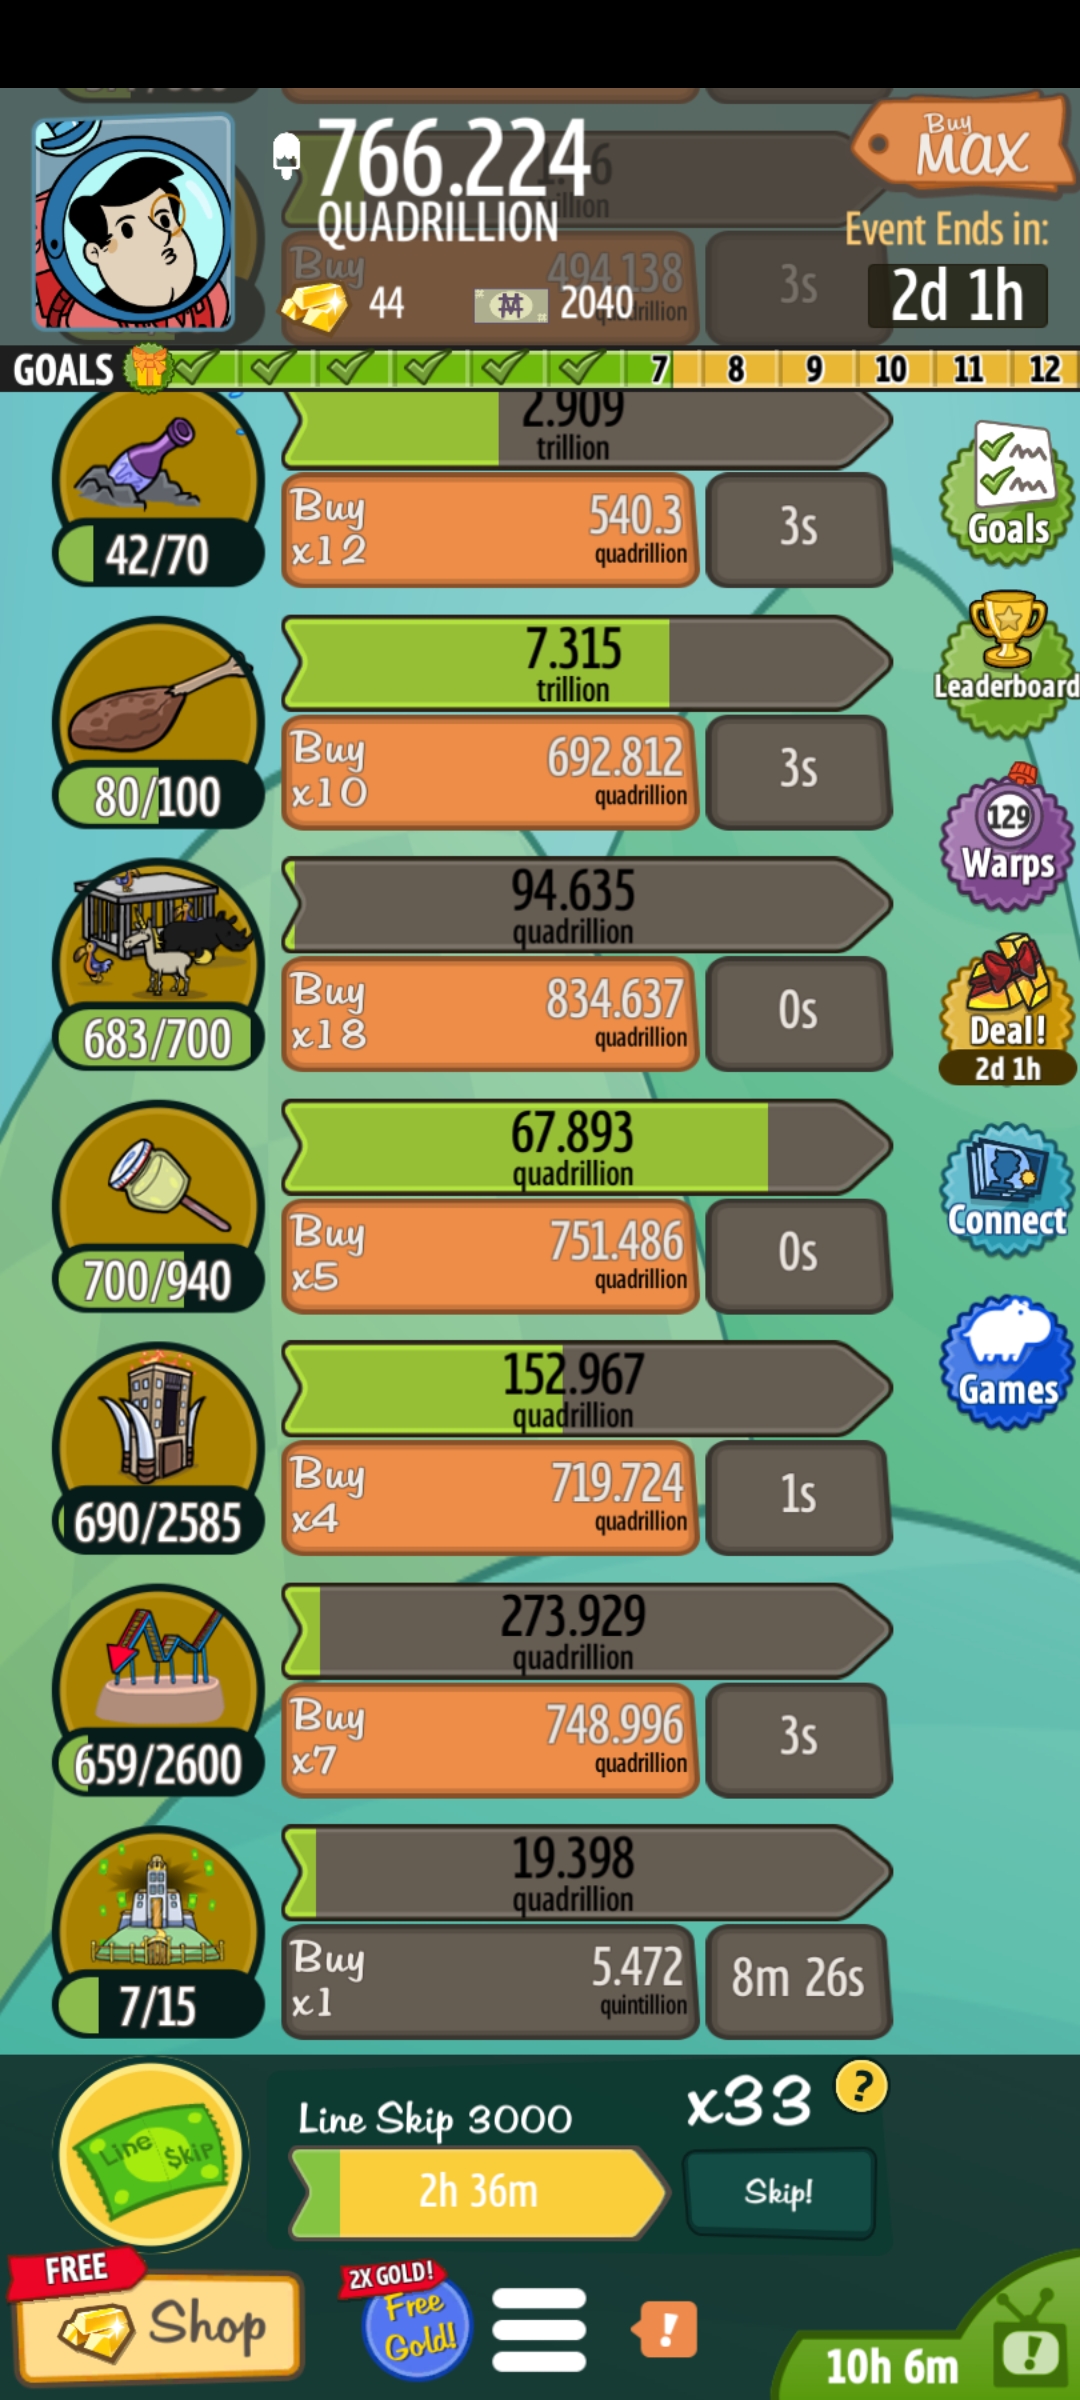 766.224
QUADRILLION
Buy
MAX
Event Ends in:
2d 1h
Buy
494.138
3s
44
2040
GOALS
7
8
9
10
11
12
2.909
trillion
42/70
Buy
x12
540.3
quadrillion
3s
Goals
7.315
trillion
80/100
Buy
x10
692.812
quadrillion
3s
Leaderboard
94.635
quadrillion
683/700
Buy
x18
834.637
quadrillion
0s
129
Warps
Deal!
2d 1h
67.893
quadrillion
700/940
Buy
x5
751.486
quadrillion
0s
Connect
152.967
quadrillion
690/2585
Buy
x4
719.724
quadrillion
1s
Games
273.929
quadrillion
659/2600
Buy
x7
748.996
quadrillion
3s
19.398
quadrillion
7/15
Buy
x1
5.472
quintillion
8m 26s
Line $kip
Line Skip 3000
2h 36m
x33
?
Skip!
FREE
Shop
2X GOLD!
Free
Gold!
!
10h 6m
!